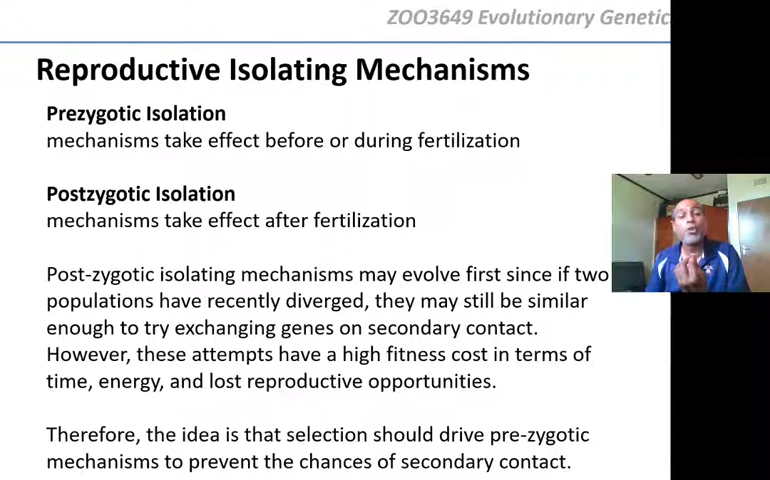 ZOO3649 Evolutionary Genetic
Reproductive Isolating Mechanisms
Prezygotic Isolation
mechanisms take effect before or during fertilization
Postzygotic Isolation
mechanisms take effect after fertilization
Post-zygotic isolating mechanisms may evolve first since if two
populations have recently diverged, they may still be similar
enough to try exchanging genes on secondary contact.
However, these attempts have a high fitness cost in terms of
time, energy, and lost reproductive opportunities.
Therefore, the idea is that selection should drive pre-zygotic
mechanisms to prevent the chances of secondary contact.